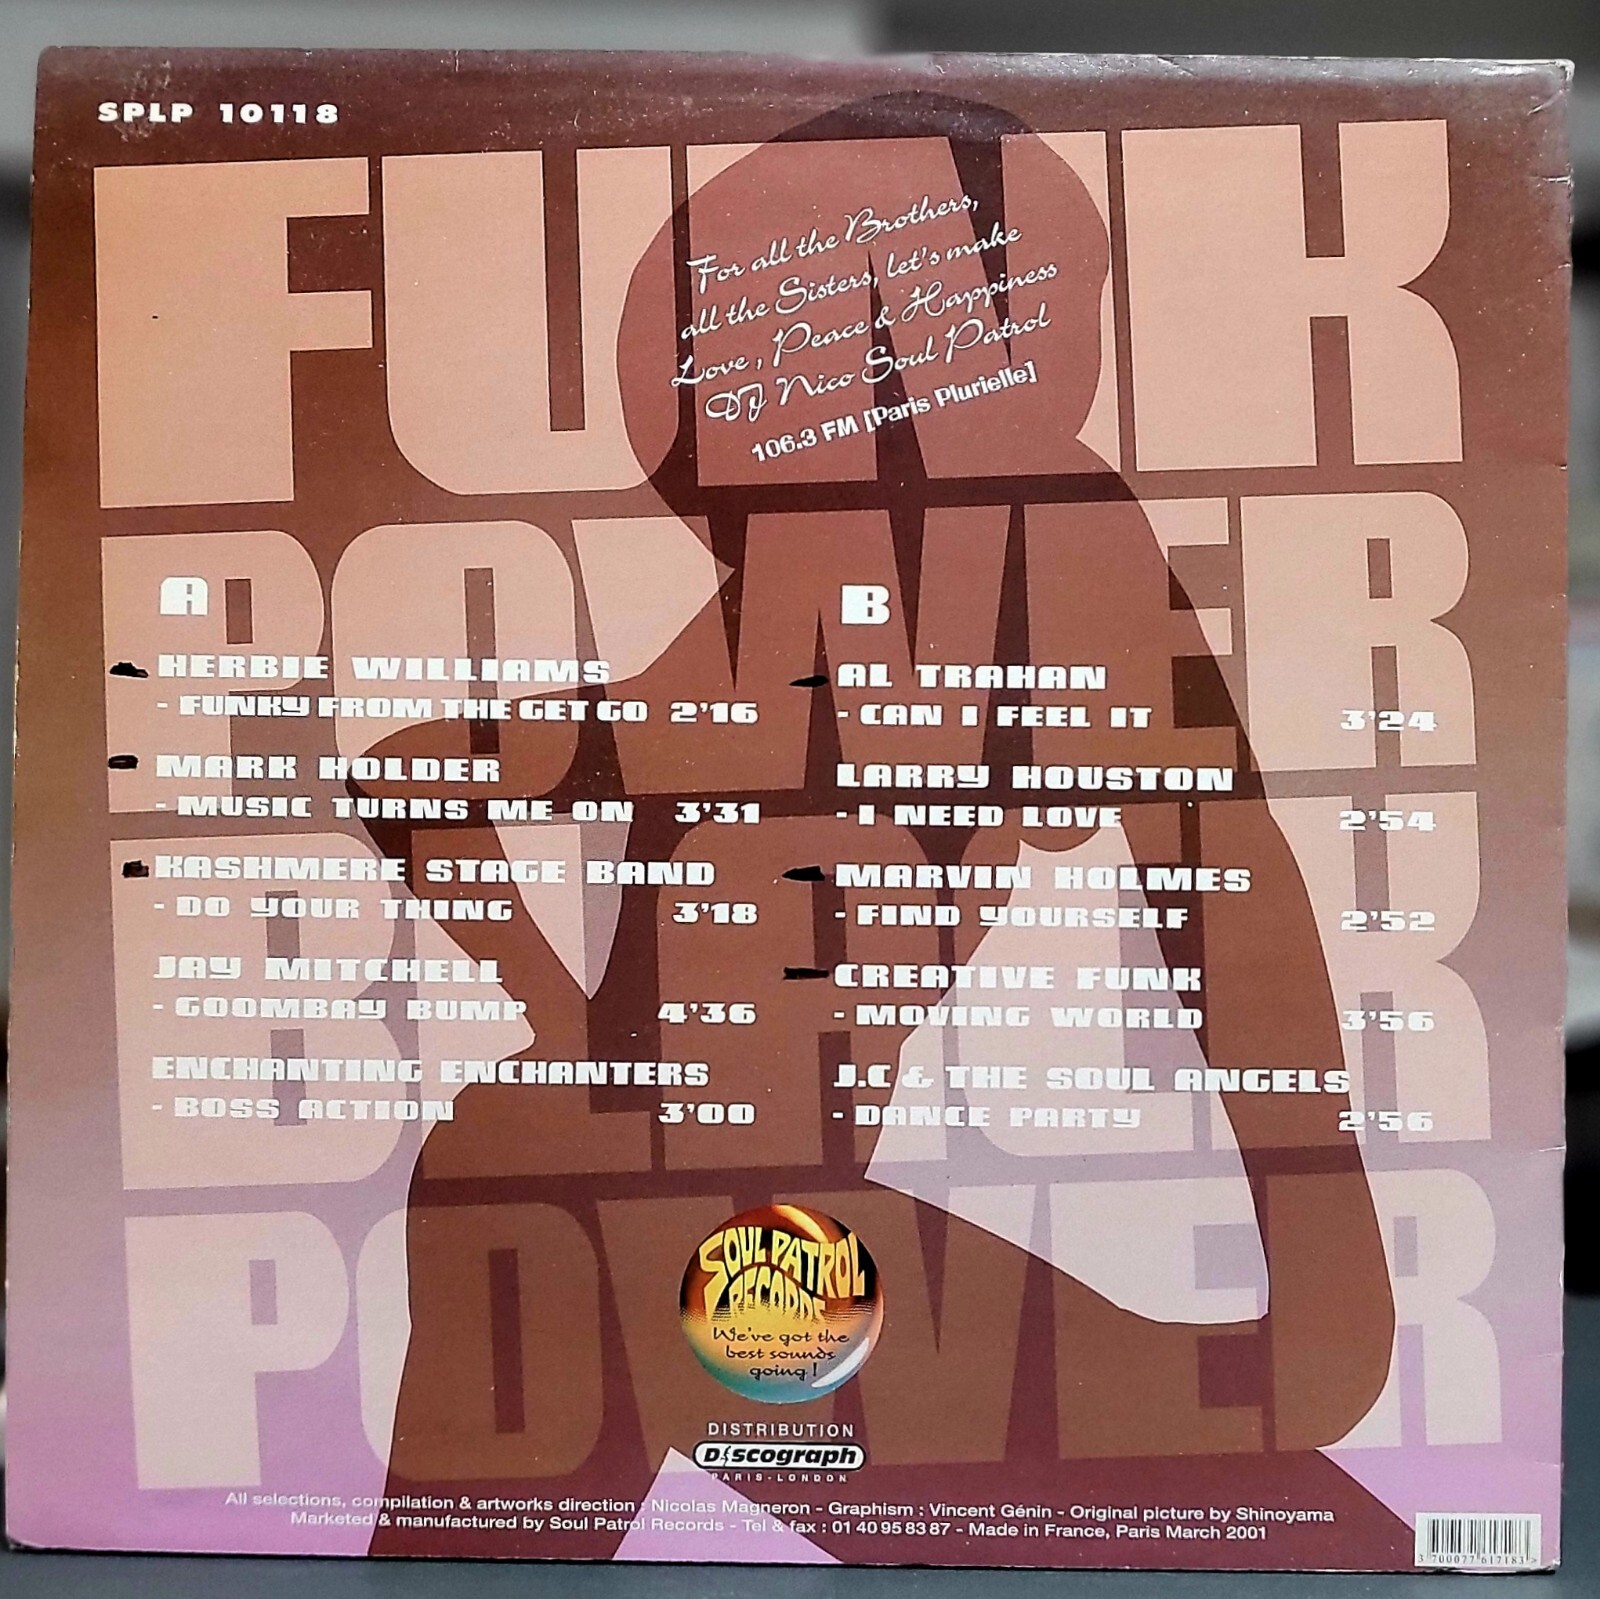 SPLP 10118
FUNK
POWER
BLACK
POWER
For all the Brothers,
all the Sisters, let's make
Love, Peace & Happiness
DJ Nico Soul Patrol
106.3 FM [Paris Plurielle]
A
HERBIE WILLIAMS
- FUNKY FROM THE GET GO 2'16
MARK HOLDER
- MUSIC TURNS ME ON 3'31
KASHMERE STAGE BAND
- DO YOUR THING 3'18
JAY MITCHELL
- GOOMBAY BUMP 4'36
ENCHANTING ENCHANTERS
- BOSS ACTION 3'00
B
AL TRAHAN
- CAN I FEEL IT 3'24
LARRY HOUSTON
- I NEED LOVE 2'54
MARVIN HOLMES
- FIND YOURSELF 2'52
CREATIVE FUNK
- MOVING WORLD 3'56
J.C & THE SOUL ANGELS
- DANCE PARTY 2'56
SOUL PATROL
RECORDS
We've got the
best sounds
going!
DISTRIBUTION
Discograph
PARIS-LONDON
All selections, compilation & artworks direction : Nicolas Magneron - Graphism : Vincent Génin - Original picture by Shinoyama
Marketed & manufactured by Soul Patrol Records - Tel & fax : 01 40 95 83 87 - Made in France, Paris March 2001
3 700077 617183 >